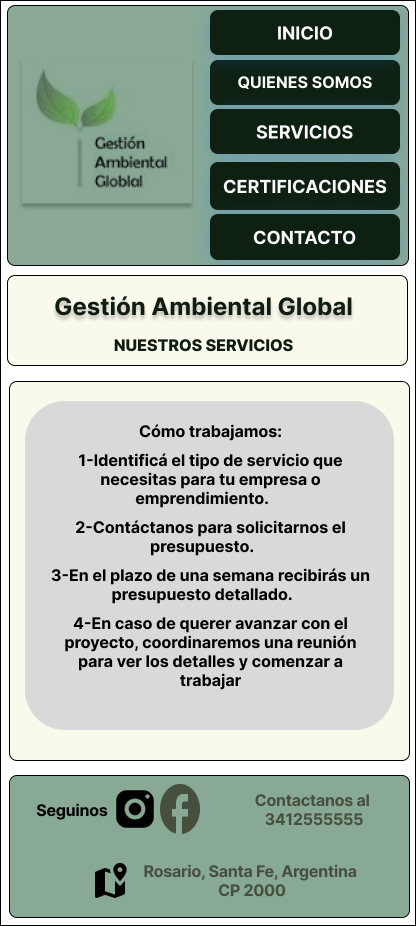 Gestión
Ambiental
Globlal
INICIO
QUIENES SOMOS
SERVICIOS
CERTIFICACIONES
CONTACTO
Gestión Ambiental Global
NUESTROS SERVICIOS
Cómo trabajamos:
1-Identificá el tipo de servicio que
necesitas para tu empresa o
emprendimiento.
2-Contáctanos para solicitarnos el
presupuesto.
3-En el plazo de una semana recibirás un
presupuesto detallado.
4-En caso de querer avanzar con el
proyecto, coordinaremos una reunión
para ver los detalles y comenzar a
trabajar
Seguinos
Contactanos al
3412555555
Rosario, Santa Fe, Argentina
CP 2000